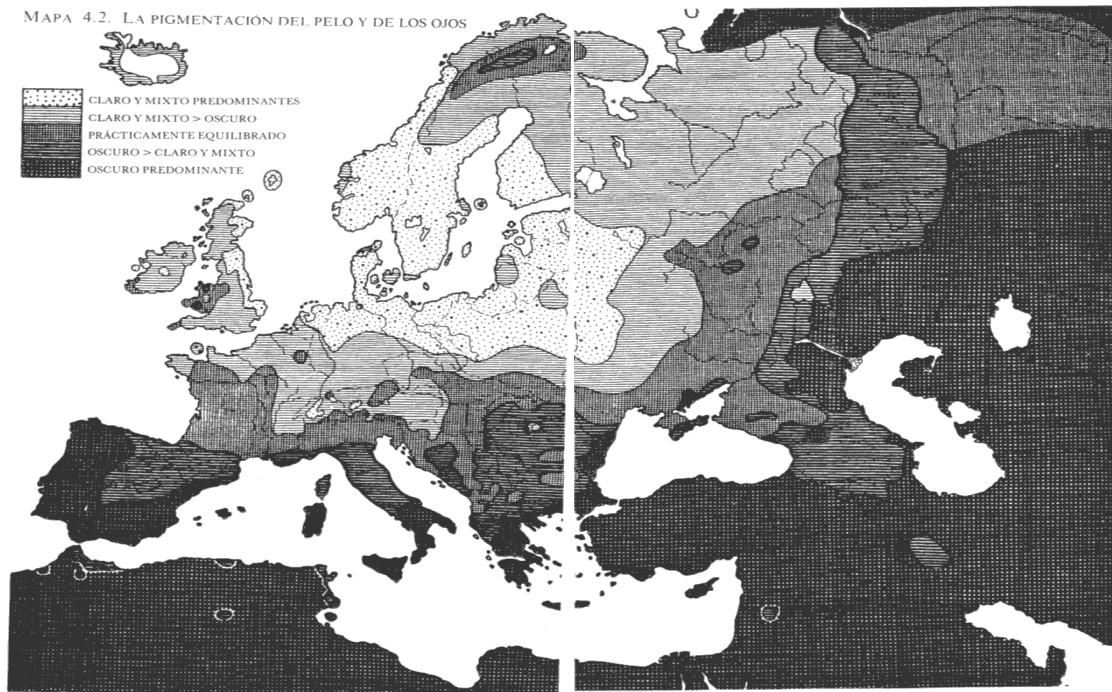 MAPA 4.2. LA PIGMENTACIÓN DEL PELO Y DE LOS OJOS
CLARO Y MIXTO PREDOMINANTES
CLARO Y MIXTO > OSCURO
PRÁCTICAMENTE EQUILIBRADO
OSCURO > CLARO Y MIXTO
OSCURO PREDOMINANTE